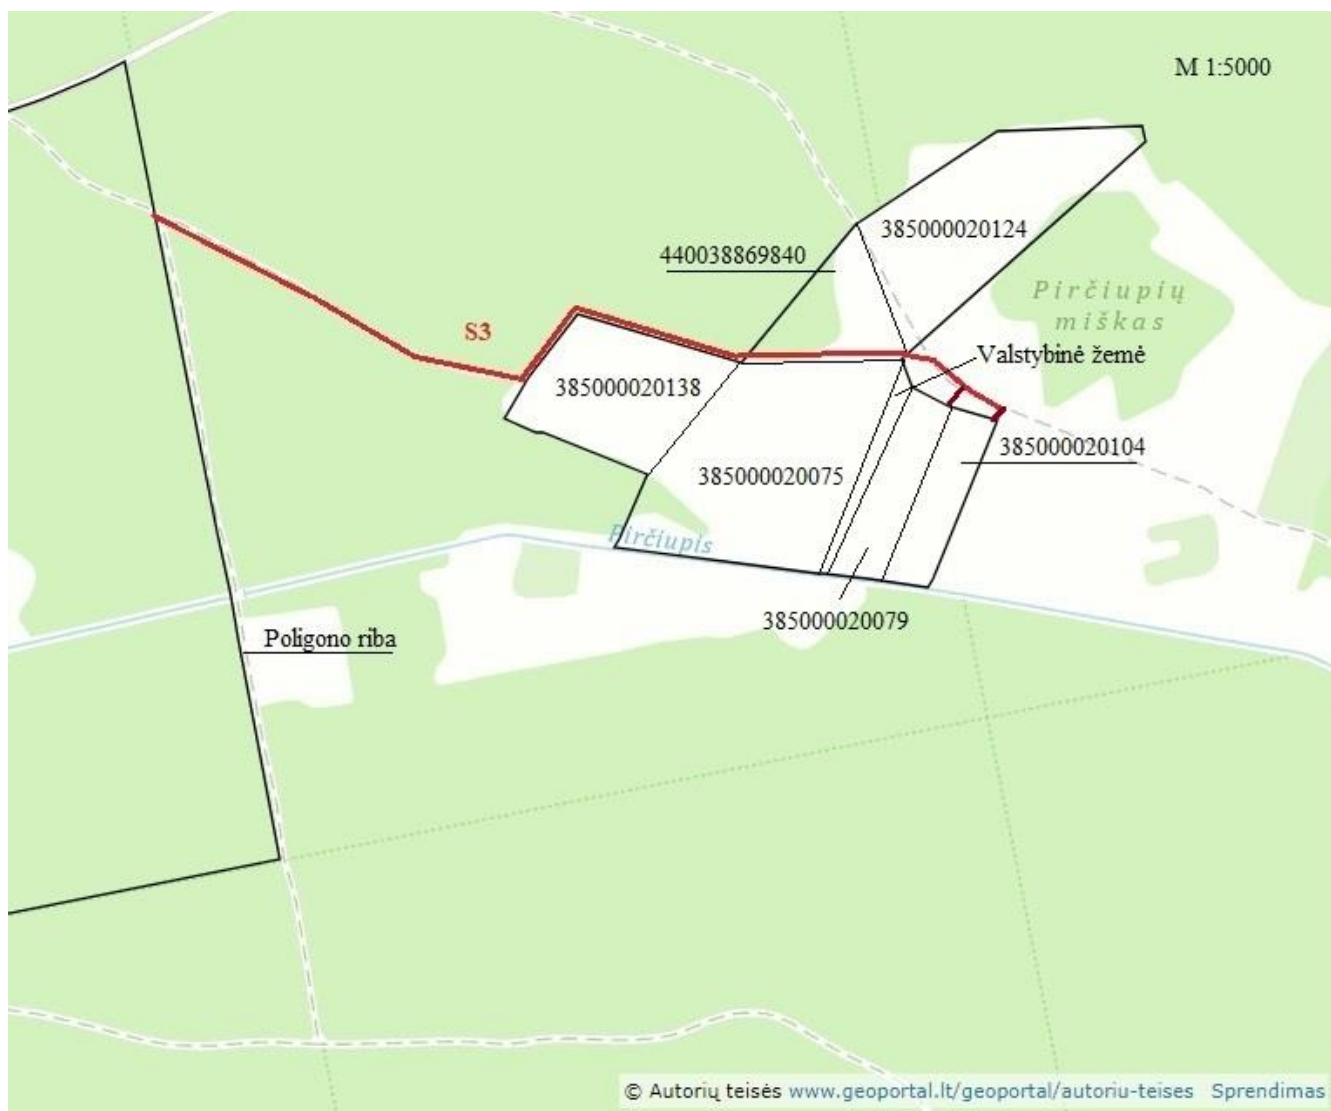 M 1:5000
385000020124
440038869840
Pirčiupių
miškas
S3
Valstybinė žemė
385000020138
385000020104
385000020075
Pirčiupis
385000020079
Poligono riba
© Autorių teisės www.geoportal.lt/geoportal/autoriu-teises Sprendimas